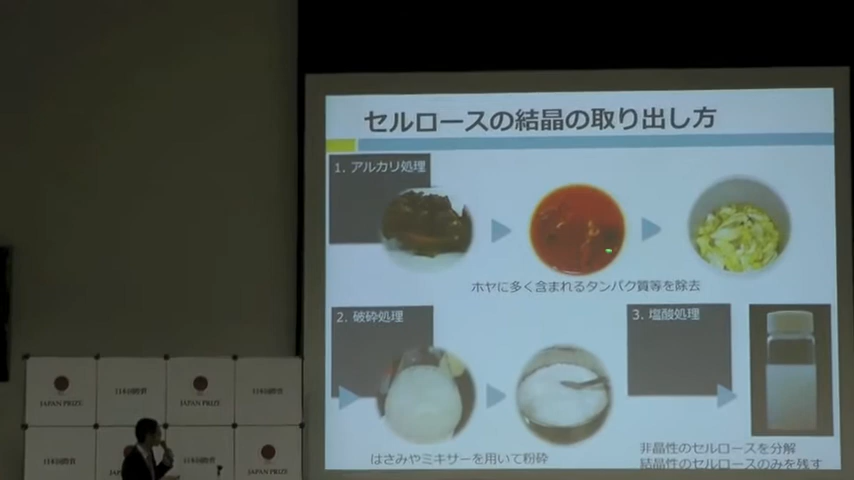 セルロースの結晶の取り出し方
1. アルカリ処理
ホヤに多く含まれるタンパク質等を除去
2. 破砕処理
3. 塩酸処理
はさみやミキサーを用いて粉砕
非晶性のセルロースを分解
結晶性のセルロースのみを残す
JAPAN PRIZE
JAPAN PRIZE
JAPAN PRIZE